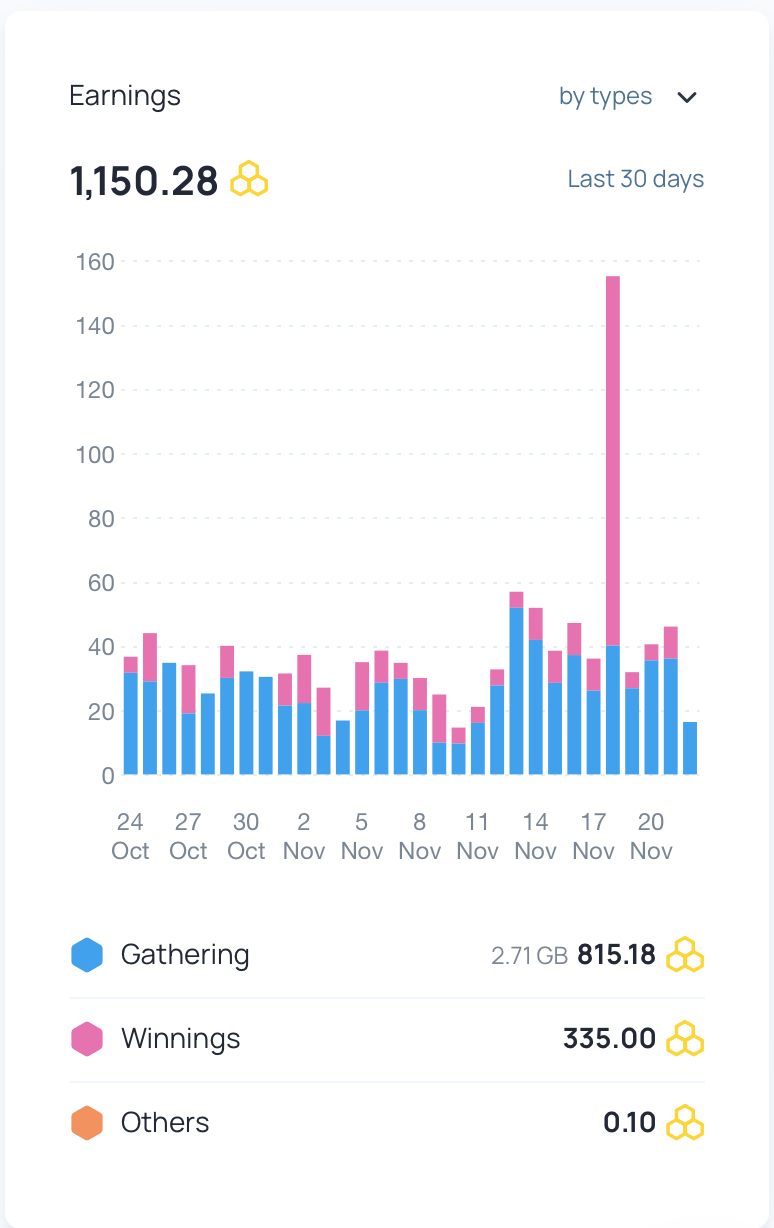 Earnings by types
1,150.28 Last 30 days
160
140
120
100
80
60
40
20
0
24 27 30 2 5 8 11 14 17 20
Oct Oct Oct Nov Nov Nov Nov Nov Nov Nov
Gathering 2.71 GB 815.18
Winnings 335.00
Others 0.10